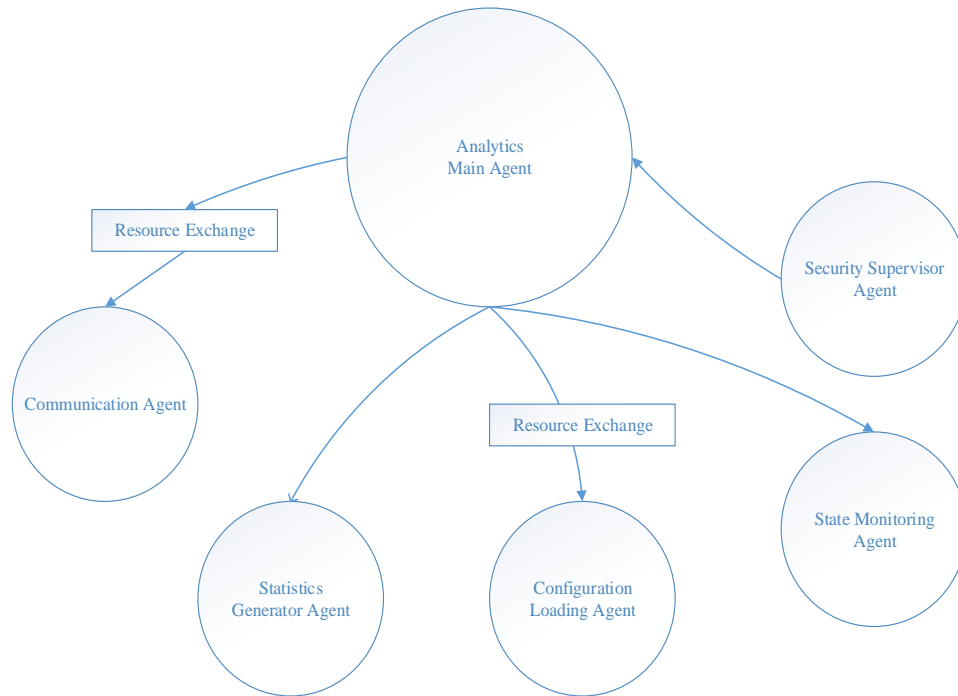 Analytics
Main Agent
Resource Exchange
Security Supervisor
Agent
Communication Agent
Resource Exchange
State Monitoring
Agent
Statistics
Generator Agent
Configuration
Loading Agent